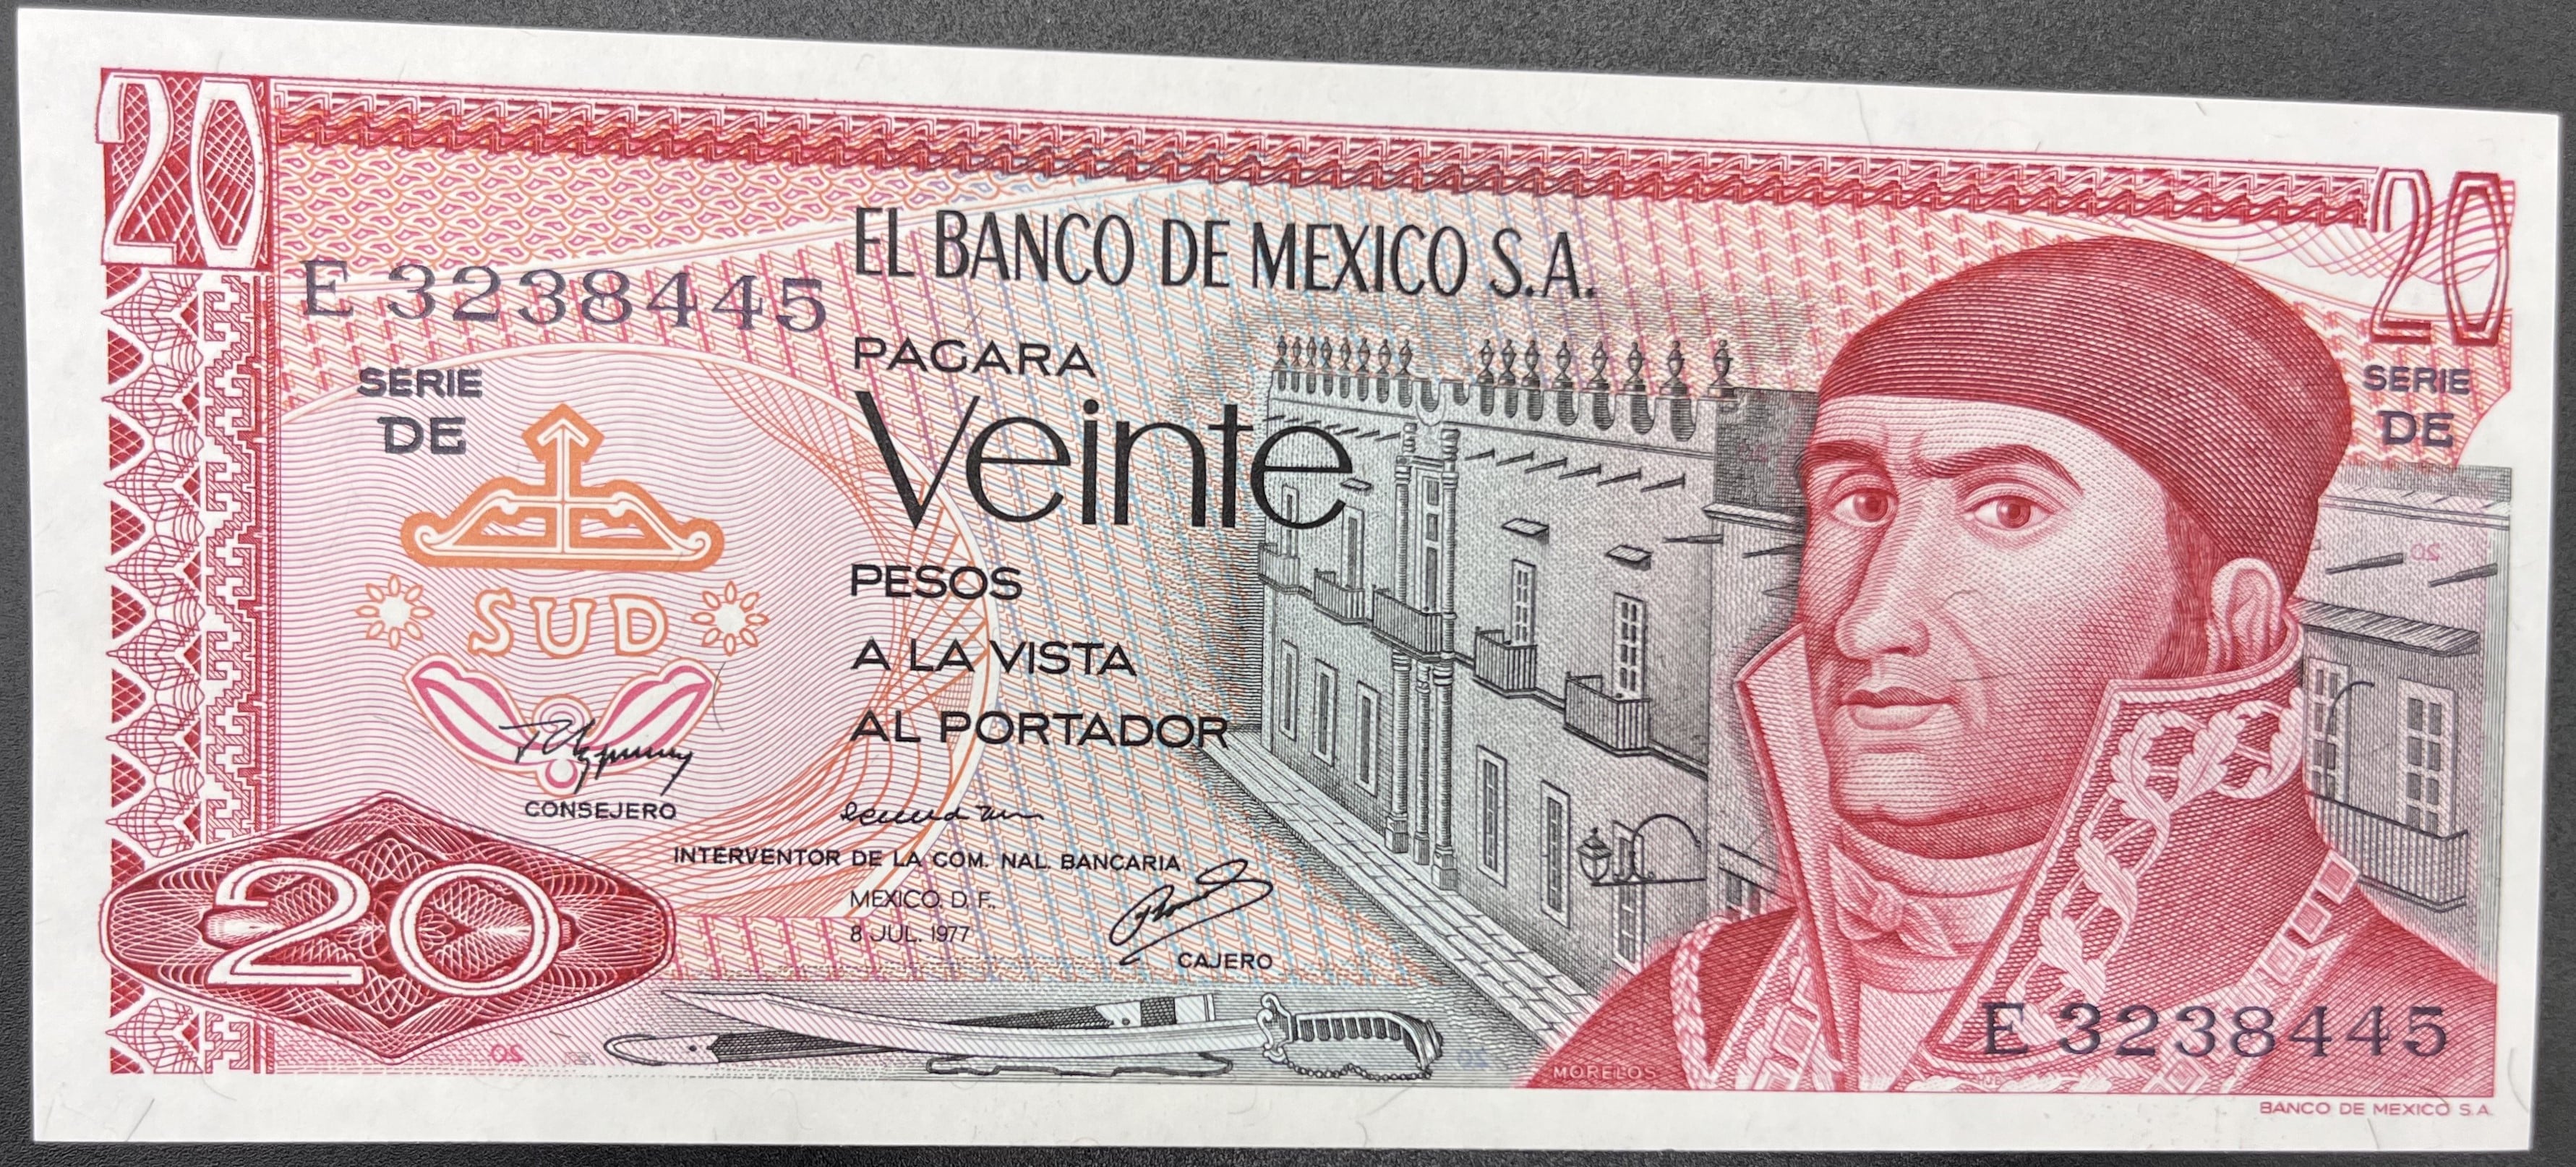 20
20
EL BANCO DE MEXICO S.A.
E 3238445
PAGARA
SERIE
DE
SERIE
DE
Veinte
PESOS
SUD
A LA VISTA
AL PORTADOR
CONSEJERO
INTERVENTOR DE LA COM. NAL. BANCARIA
MEXICO, D. F.,
8 JUL. 1977
CAJERO
20
E 3238445
MORELOS
BANCO DE MEXICO S.A.